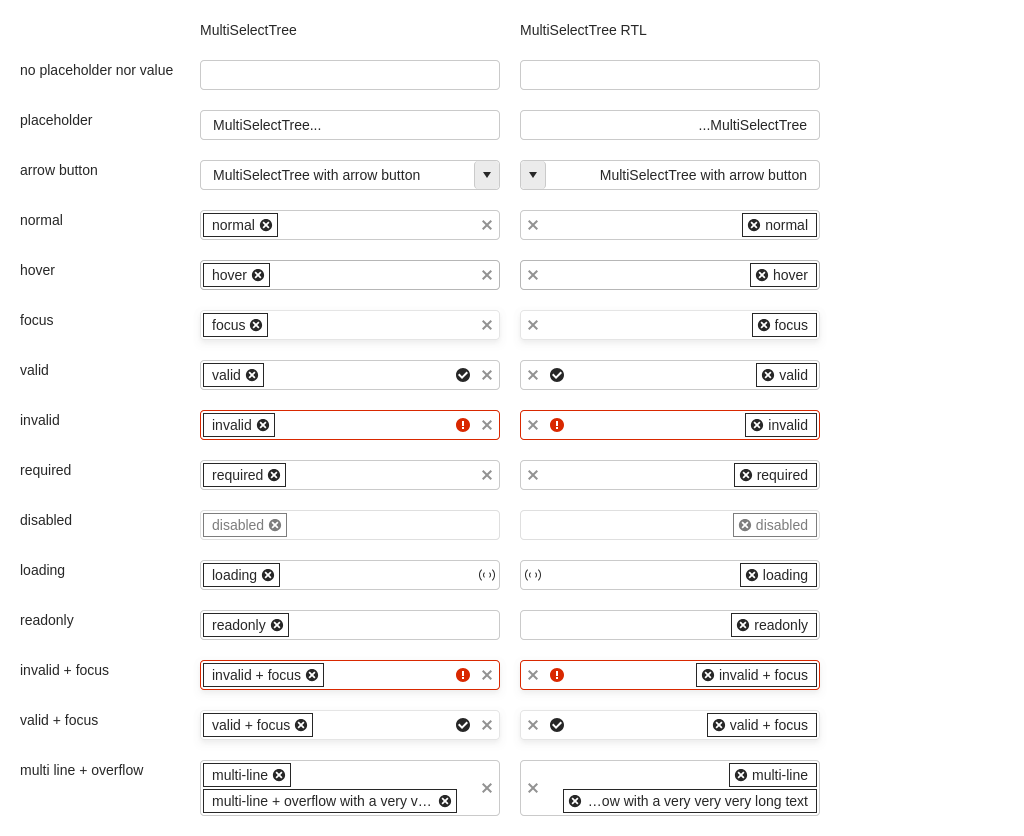 MultiSelectTree MultiSelectTree RTL
no placeholder nor value
placeholder MultiSelectTree... ...MultiSelectTree
arrow button MultiSelectTree with arrow button MultiSelectTree with arrow button
normal normal normal
hover hover hover
focus focus focus
valid valid valid
invalid invalid invalid
required required required
disabled disabled disabled
loading loading loading
readonly readonly readonly
invalid + focus invalid + focus invalid + focus
valid + focus valid + focus valid + focus
multi line + overflow multi-line multi-line
multi-line + overflow with a very v… …ow with a very very very long text